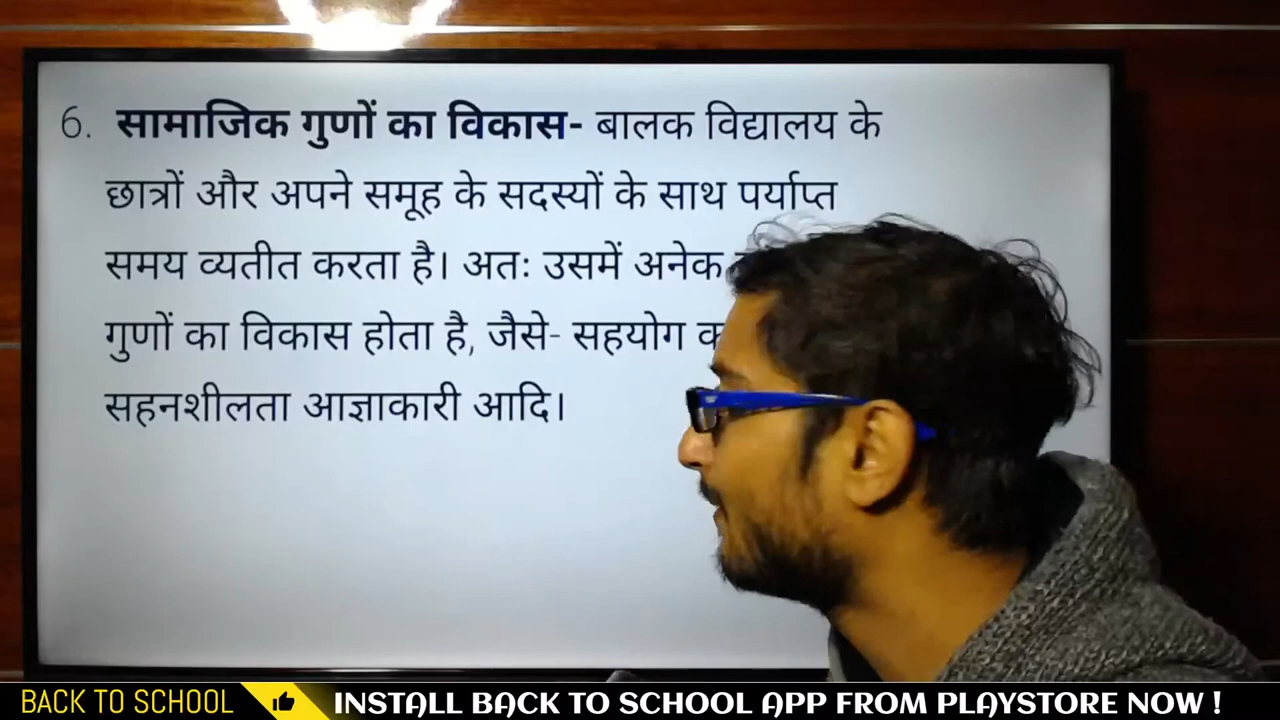 6. सामाजिक गुणों का विकास- बालक विद्यालय के
छात्रों और अपने समूह के सदस्यों के साथ पर्याप्त
समय व्यतीत करता है। अतः उसमें अनेक
गुणों का विकास होता है, जैसे- सहयोग
सहनशीलता आज्ञाकारी आदि।
BACK TO SCHOOL
INSTALL BACK TO SCHOOL APP FROM PLAYSTORE NOW !